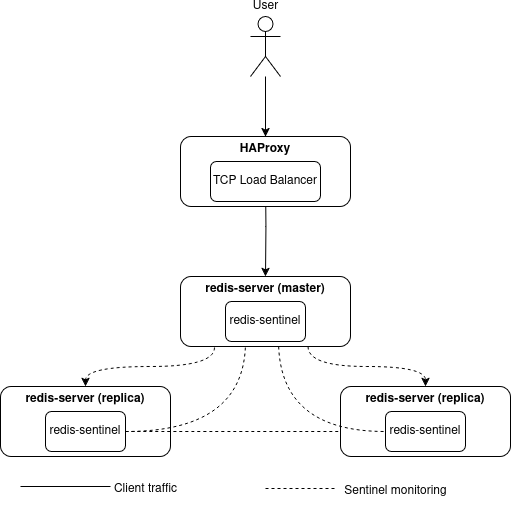 User
HAProxy
TCP Load Balancer
redis-server (master)
redis-sentinel
redis-server (replica)
redis-sentinel
redis-server (replica)
redis-sentinel
Client traffic
Sentinel monitoring